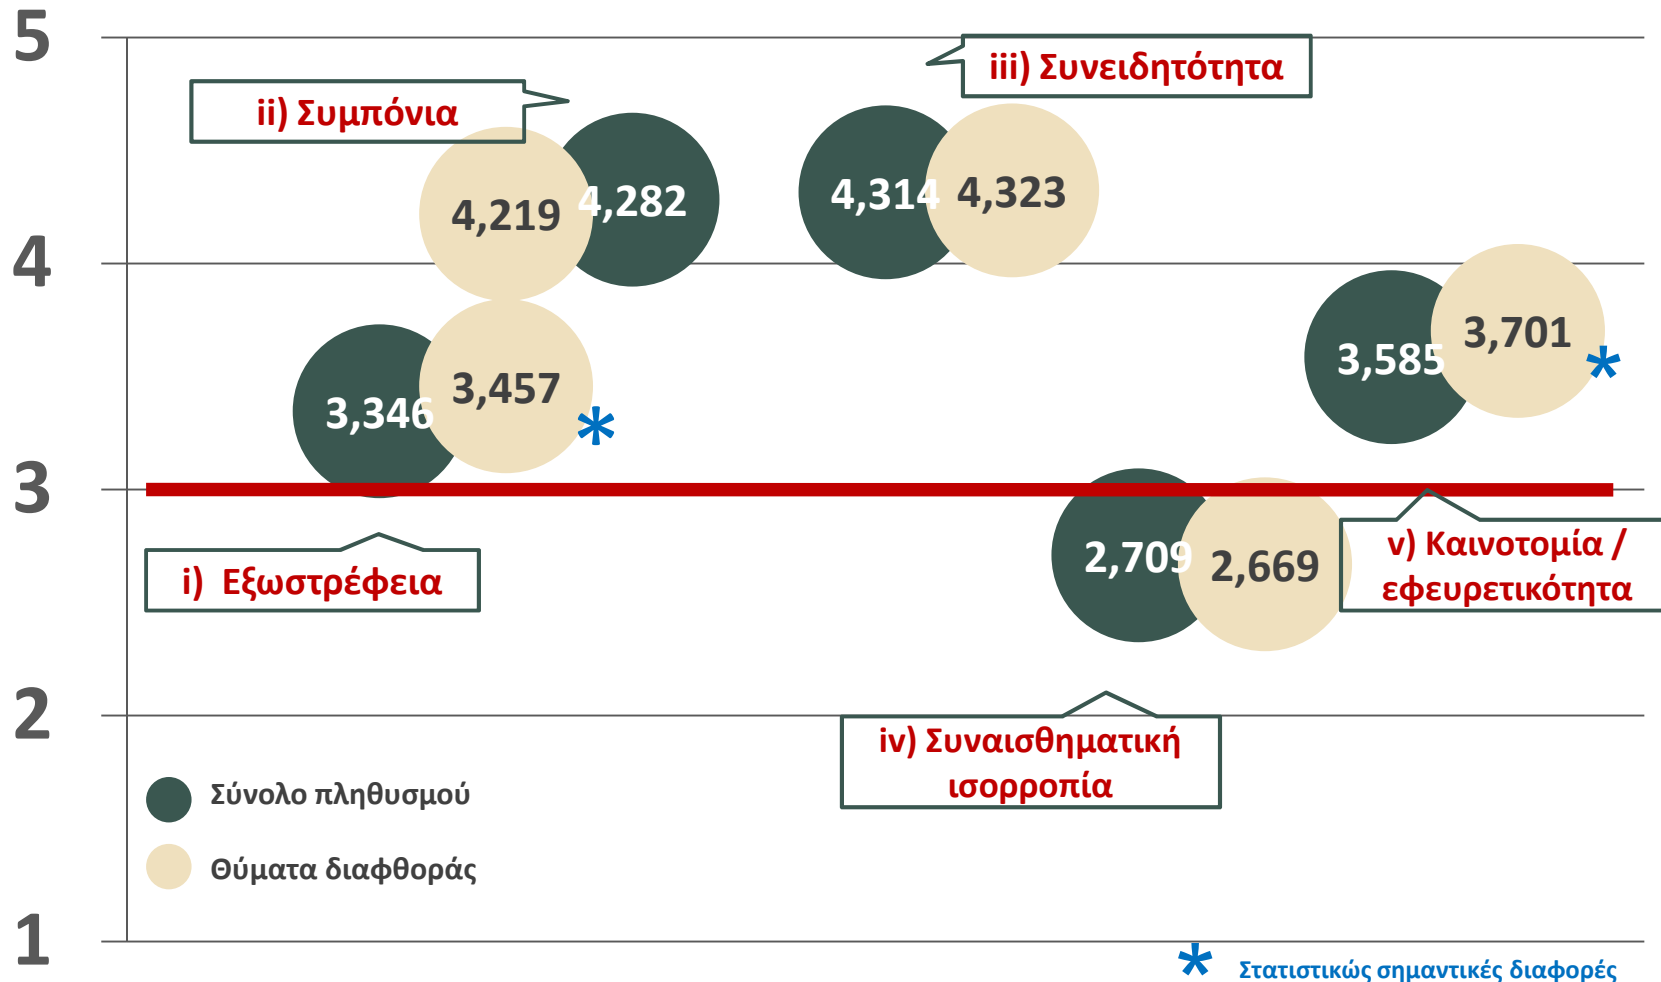 5
iii) Συνειδητότητα
ii) Συμπόνια
4,219
4,282
4,314
4,323
4
3,346
3,457
*
3,585
3,701
*
3
2,709
2,669
i) Εξωστρέφεια
v) Καινοτομία /
εφευρετικότητα
2
iv) Συναισθηματική
ισορροπία
Σύνολο πληθυσμού
Θύματα διαφθοράς
1
* Στατιστικώς σημαντικές διαφορές